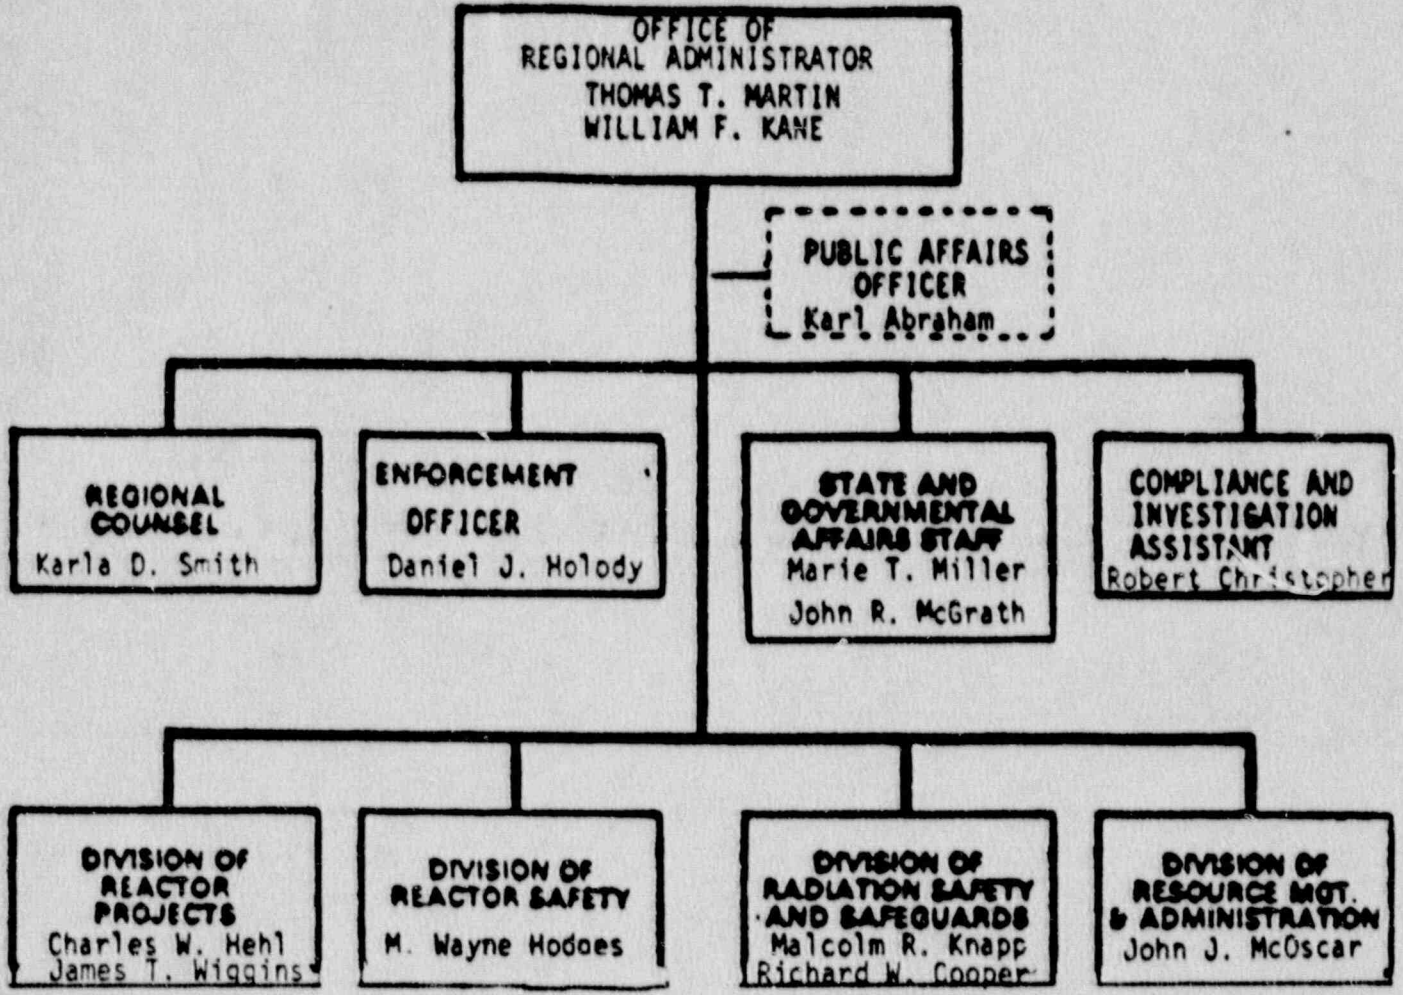 OFFICE OF
REGIONAL ADMINISTRATOR
THOMAS T. MARTIN
WILLIAM F. KANE
PUBLIC AFFAIRS
OFFICER
Karl Abraham
REGIONAL
COUNSEL
Karla D. Smith
ENFORCEMENT
OFFICER
Daniel J. Holody
STATE AND
GOVERNMENTAL
AFFAIRS STAFF
Marie T. Miller
John R. McGrath
COMPLIANCE AND
INVESTIGATION
ASSISTANT
Robert Christopher
DIVISION OF
REACTOR
PROJECTS
Charles W. Hehl
James T. Wiggins
DIVISION OF
REACTOR SAFETY
M. Wayne Hodges
DIVISION OF
RADIATION SAFETY
AND SAFEGUARDS
Malcolm R. Knapp
Richard W. Cooper
DIVISION OF
RESOURCE MGT.
& ADMINISTRATION
John J. McOscar